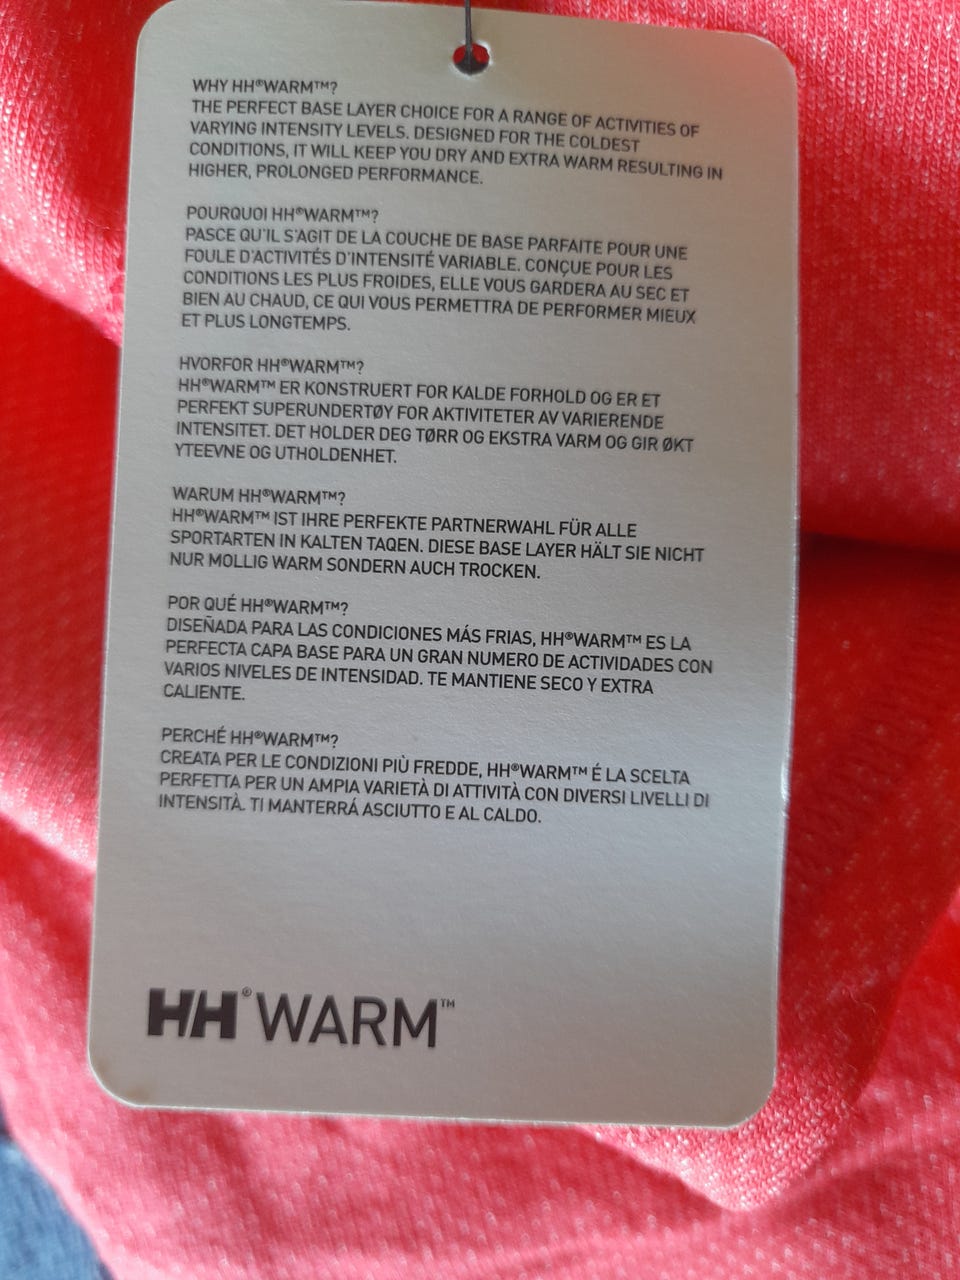 WHY HH®WARM™?
THE PERFECT BASE LAYER CHOICE FOR A RANGE OF ACTIVITIES OF
VARYING INTENSITY LEVELS. DESIGNED FOR THE COLDEST
CONDITIONS, IT WILL KEEP YOU DRY AND EXTRA WARM RESULTING IN
HIGHER, PROLONGED PERFORMANCE.
POURQUOI HH®WARM™?
PASCE QU'IL S'AGIT DE LA COUCHE DE BASE PARFAITE POUR UNE
FOULE D'ACTIVITÉS D'INTENSITÉ VARIABLE. CONÇUE POUR LES
CONDITIONS LES PLUS FROIDES, ELLE VOUS GARDERA AU SEC ET
BIEN AU CHAUD, CE QUI VOUS PERMETTRA DE PERFORMER MIEUX
ET PLUS LONGTEMPS.
HVORFOR HH®WARM™?
HH®WARM™ ER KONSTRUERT FOR KALDE FORHOLD OG ER ET
PERFEKT SUPERUNDERTØY FOR AKTIVITETER AV VARIERENDE
INTENSITET. DET HOLDER DEG TØRR OG EKSTRA VARM OG GIR ØKT
YTEEVNE OG UTHOLDENHET.
WARUM HH®WARM™?
HH®WARM™ IST IHRE PERFEKTE PARTNERWAHL FÜR ALLE
SPORTARTEN IN KALTEN TAQEN. DIESE BASE LAYER HÄLT SIE NICHT
NUR MOLLIG WARM SONDERN AUCH TROCKEN.
POR QUÉ HH®WARM™?
DISEÑADA PARA LAS CONDICIONES MÁS FRIAS, HH®WARM™ ES LA
PERFECTA CAPA BASE PARA UN GRAN NUMERO DE ACTIVIDADES CON
VARIOS NIVELES DE INTENSIDAD. TE MANTIENE SECO Y EXTRA
CALIENTE.
PERCHÉ HH®WARM™?
CREATA PER LE CONDIZIONI PIÙ FREDDE, HH®WARM™ É LA SCELTA
PERFETTA PER UN AMPIA VARIETÀ DI ATTIVITÀ CON DIVERSI LIVELLI DI
INTENSITÀ. TI MANTERRÁ ASCIUTTO E AL CALDO.
HH® WARM™